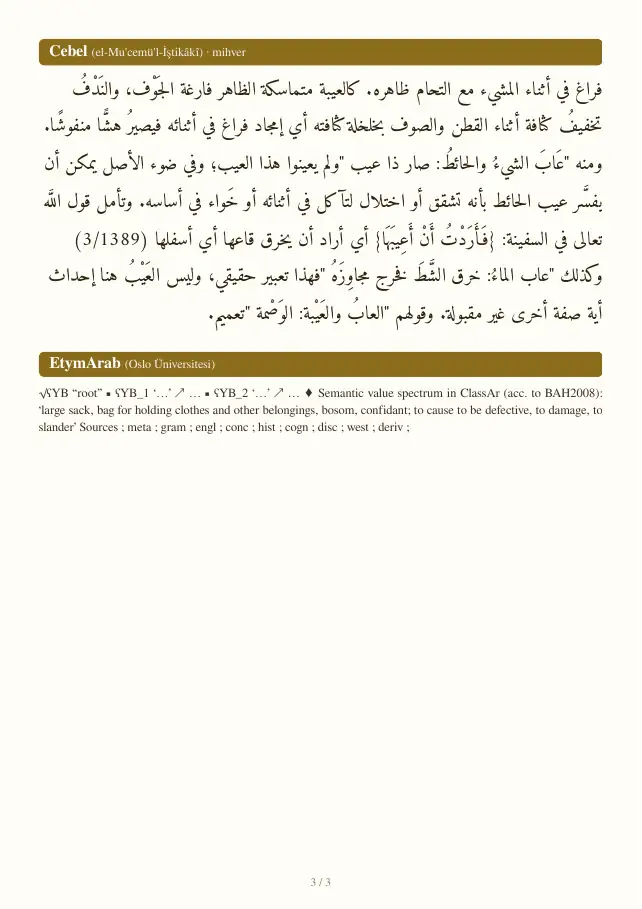 Cebel (el-Mu'cemü'l-İştikâkî) · mihver
فراغ في أثناء المشيء مع التحام ظاهره. كالعيبة متماسكة الظاهر فارغة الجَوْف، والنَدْفُ
تخفيفُ كثافة أثناء القطن والصوف بخلخلة كثافته أي إمجاد فراغ في أثنائه فيصيرُ هشًّا منفوشًا.
ومنه "عَابَ الشيءُ والحائطُ: صار ذا عيب "ولم يعينوا هذا العيب؛ وفي ضوء الأصل يمكن أن
يفسَّر عيب الحائط بأنه تشقق أو اختلال لتآكل في أثنائه أو خَواء في أساسه. وتأمل قول الله
تعالى في السفينة: {فَأَرَدْتُ أَنْ أَعِيبَهَا} أي أراد أن يخرق قاعها أي أسفلها (3/1389)
وكذلك "عاب الماءُ: خرق الشَّطَ فخرج مجاوِزَهُ "فهذا تعبير حقيقي، وليس العَيْبُ هنا إحداث
أية صفة أخرى غير مقبولة. وقولهم "العابُ والعَيْبة: الوَصْمة "تعميم.
EtymArab (Oslo Üniversitesi)
√ʕYB “root” ▪ ʕYB_1 ‘…’ ↗ … ▪ ʕYB_2 ‘…’ ↗ … ♦ Semantic value spectrum in ClassAr (acc. to BAH2008):
‘large sack, bag for holding clothes and other belongings, bosom, confidant; to cause to be defective, to damage, to
slander’ Sources ; meta ; gram ; engl ; conc ; hist ; cogn ; disc ; west ; deriv ;
3 / 3